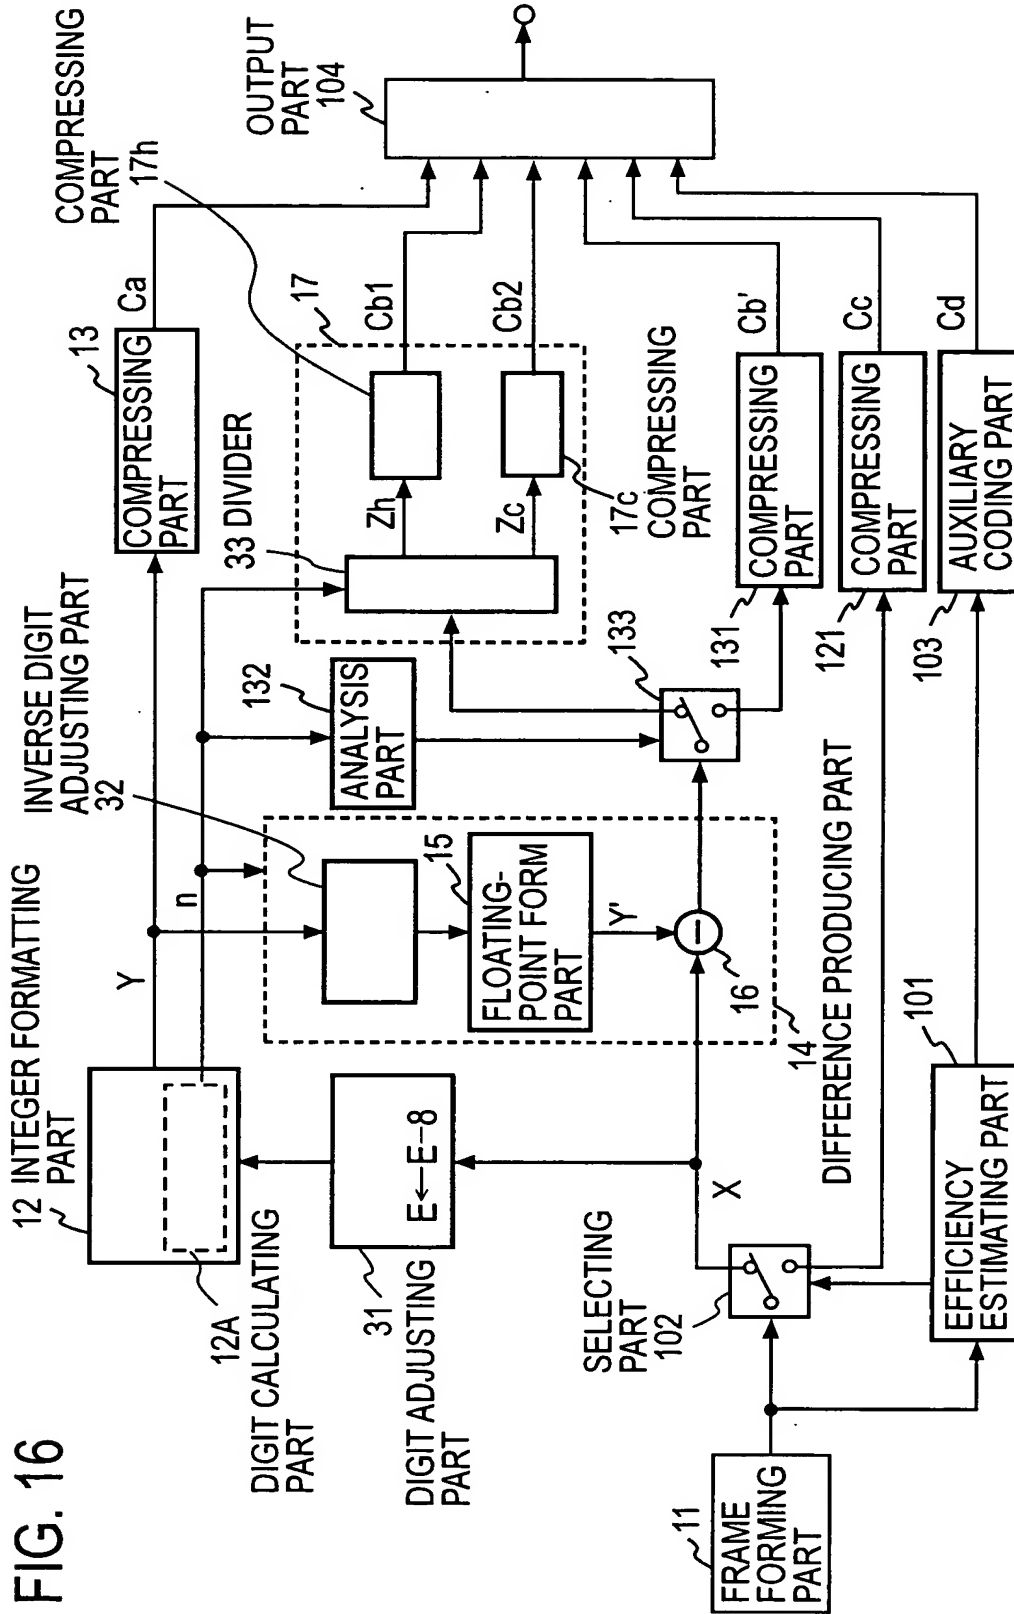 FIG. 16
11
FRAME
FORMING
PART
SELECTING
PART
102
EFFICIENCY
ESTIMATING PART
101
X
31
DIGIT ADJUSTING
PART
E←E−8
12 INTEGER FORMATTING
PART
12A
DIGIT CALCULATING
PART
Y
n
INVERSE DIGIT
ADJUSTING PART
32
15
FLOATING-
POINT FORM
PART
Y'
−
16
14
DIFFERENCE PRODUCING PART
132
ANALYSIS
PART
133
33 DIVIDER
Zh
Zc
17
COMPRESSING
PART
17h
17c
COMPRESSING
PART
13
COMPRESSING
PART
131
COMPRESSING
PART
121
COMPRESSING
PART
103
AUXILIARY
CODING PART
Ca
Cb1
Cb2
Cb'
Cc
Cd
OUTPUT
PART
104